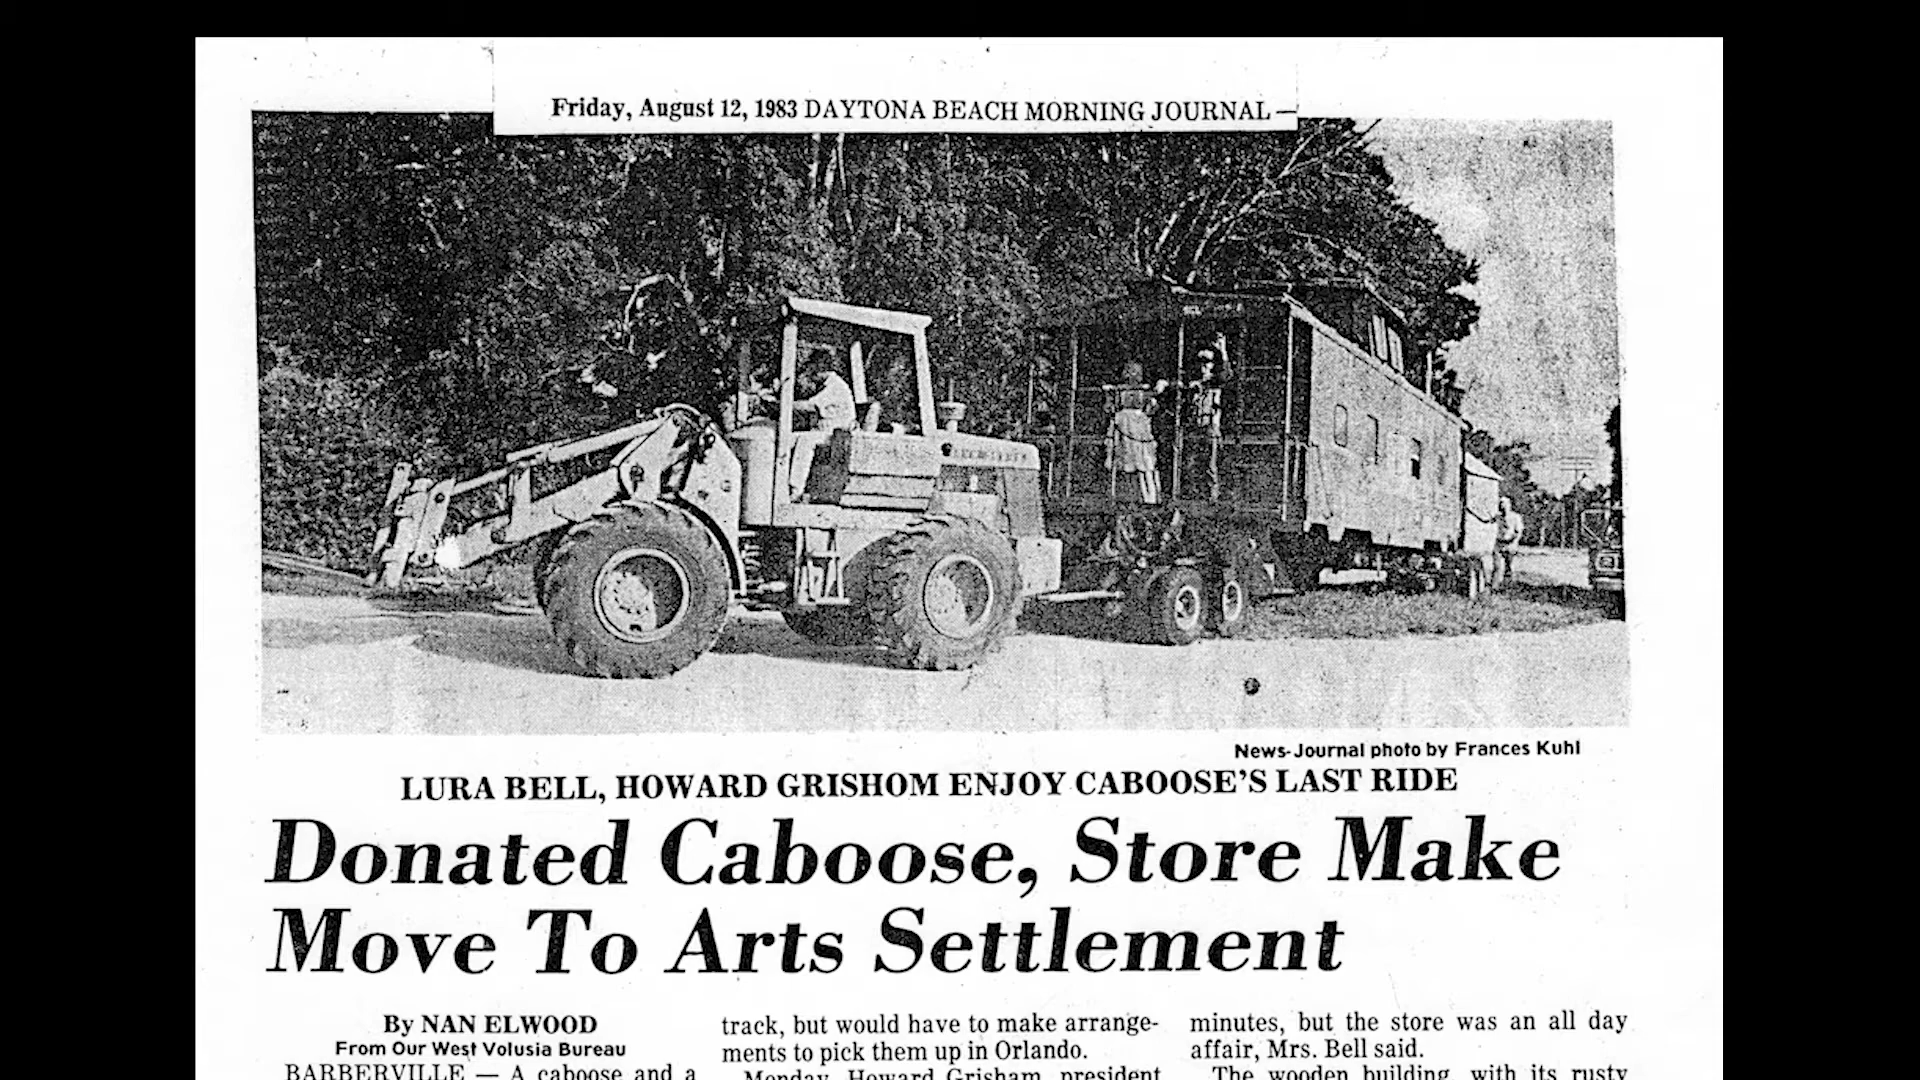 Friday, August 12, 1983 DAYTONA BEACH MORNING JOURNAL —
News-Journal photo by Frances Kuhl
LURA BELL, HOWARD GRISHOM ENJOY CABOOSE'S LAST RIDE
Donated Caboose, Store Make
Move To Arts Settlement
By NAN ELWOOD
From Our West Volusia Bureau
BARBERVILLE — A caboose and a
track, but would have to make arrange-
ments to pick them up in Orlando.
Monday, Howard Grisham, president
minutes, but the store was an all day
affair, Mrs. Bell said.
The wooden building, with its rusty